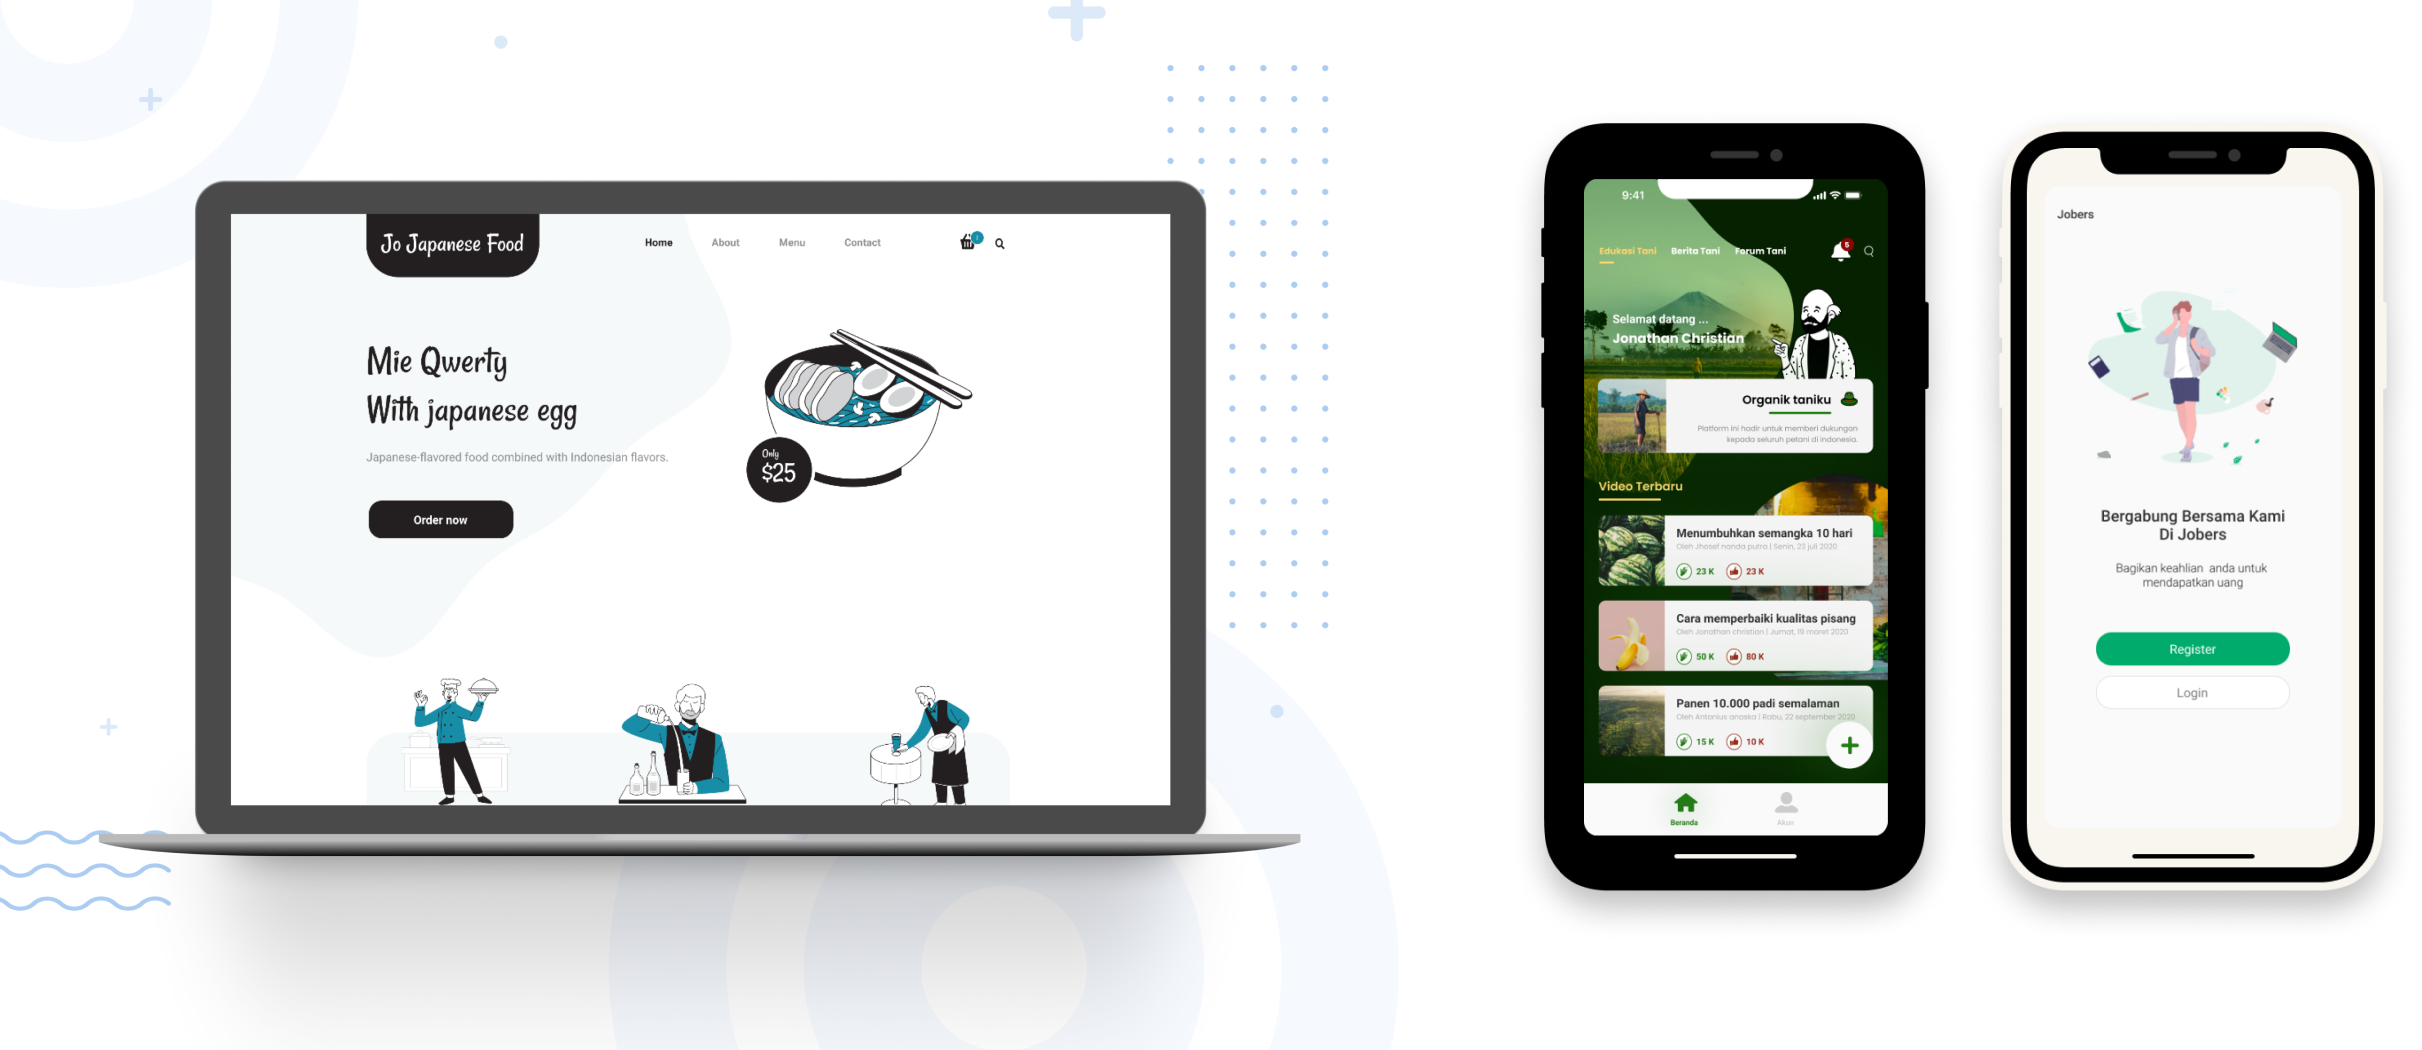 Jo Japanese Food
Home
About
Menu
Contact
Mie Qwerty
With japanese egg
Japanese-flavored food combined with Indonesian flavors.
Order now
Only
$25
9:41
Edukasi Tani
Berita Tani
Forum Tani
5
Selamat datang ...
Jonathan Christian
Organik taniku
Platform ini hadir untuk memberi dukungan
kepada seluruh petani di indonesia.
Video Terbaru
Menumbuhkan semangka 10 hari
Oleh Jhosef nanda putra | Senin, 23 juli 2020
23 K
23 K
Cara memperbaiki kualitas pisang
Oleh Jonathan christian | Jumat, 19 maret 2020
50 K
80 K
Panen 10.000 padi semalaman
Oleh Antonius anaska | Rabu, 22 september 2020
15 K
10 K
Beranda
Akun
Jobers
Bergabung Bersama Kami
Di Jobers
Bagikan keahlian anda untuk
mendapatkan uang
Register
Login